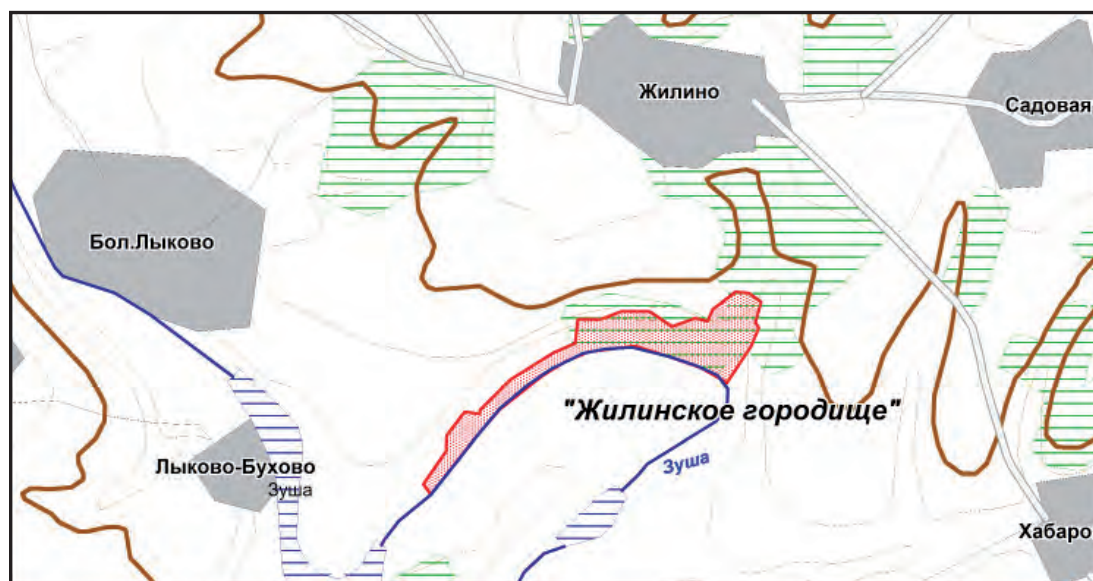 Жилино
Садовая
Бол.Лыково
"Жилинское городище"
Зуша
Лыково-Бухово
Зуша
Хабаро